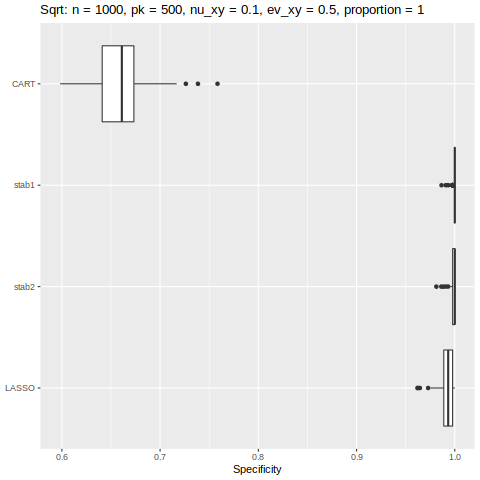 Sqrt: n = 1000, pk = 500, nu_xy = 0.1, ev_xy = 0.5, proportion = 1
CART
stab1
stab2
LASSO
0.6 0.7 0.8 0.9 1.0
Specificity